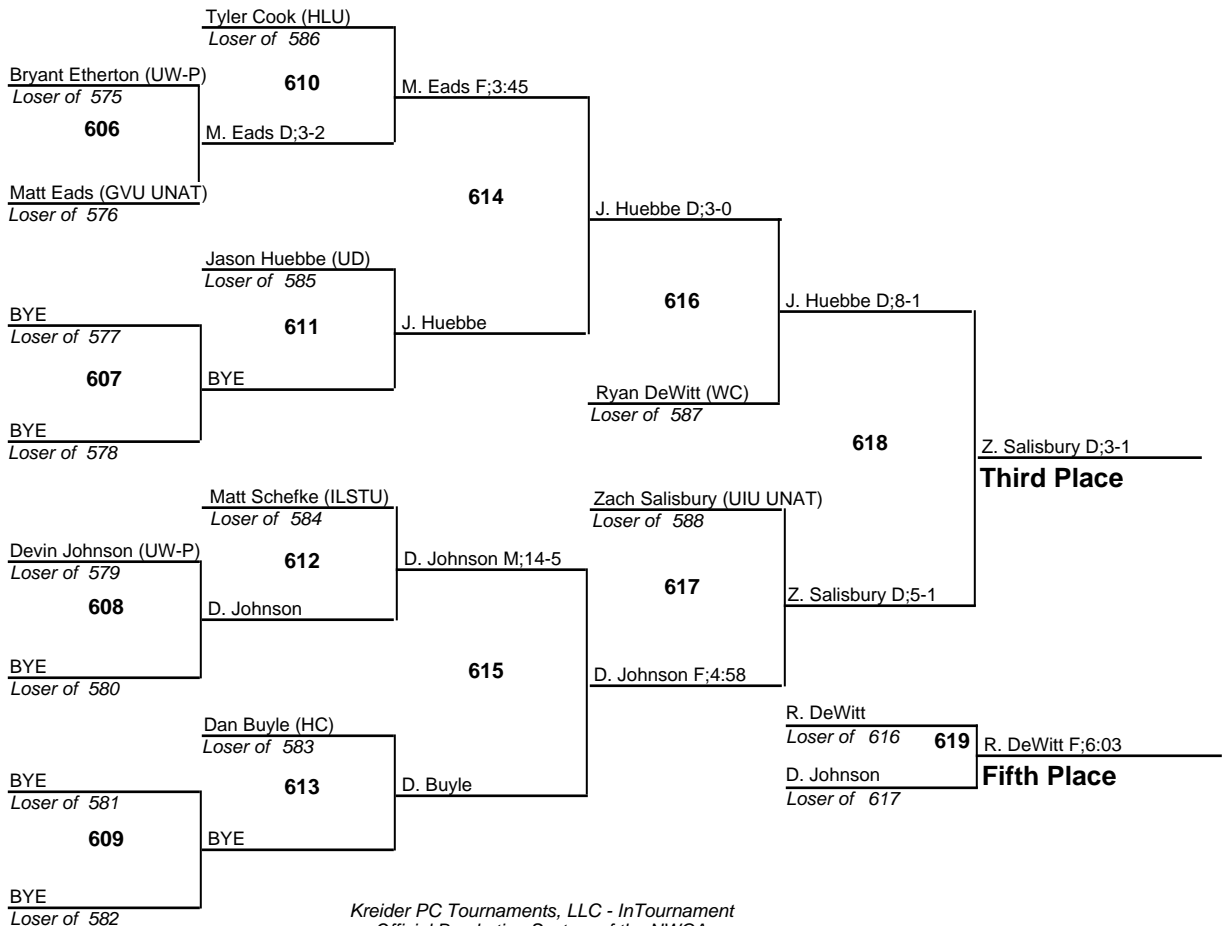 Tyler Cook (HLU)
Loser of 586
Bryant Etherton (UW-P)
Loser of 575
610
M. Eads F;3:45
606
M. Eads D;3-2
Matt Eads (GVU UNAT)
Loser of 576
614
J. Huebbe D;3-0
Jason Huebbe (UD)
Loser of 585
616
J. Huebbe D;8-1
BYE
Loser of 577
611
J. Huebbe
607
BYE
Ryan DeWitt (WC)
Loser of 587
BYE
Loser of 578
618
Z. Salisbury D;3-1
Third Place
Matt Schefke (ILSTU)
Loser of 584
Zach Salisbury (UIU UNAT)
Loser of 588
Devin Johnson (UW-P)
Loser of 579
612
D. Johnson M;14-5
617
608
D. Johnson
Z. Salisbury D;5-1
BYE
Loser of 580
615
D. Johnson F;4:58
Dan Buyle (HC)
Loser of 583
R. DeWitt
Loser of 616
619
R. DeWitt F;6:03
Fifth Place
BYE
Loser of 581
613
D. Buyle
D. Johnson
Loser of 617
609
BYE
BYE
Loser of 582
Kreider PC Tournaments, LLC - InTournament